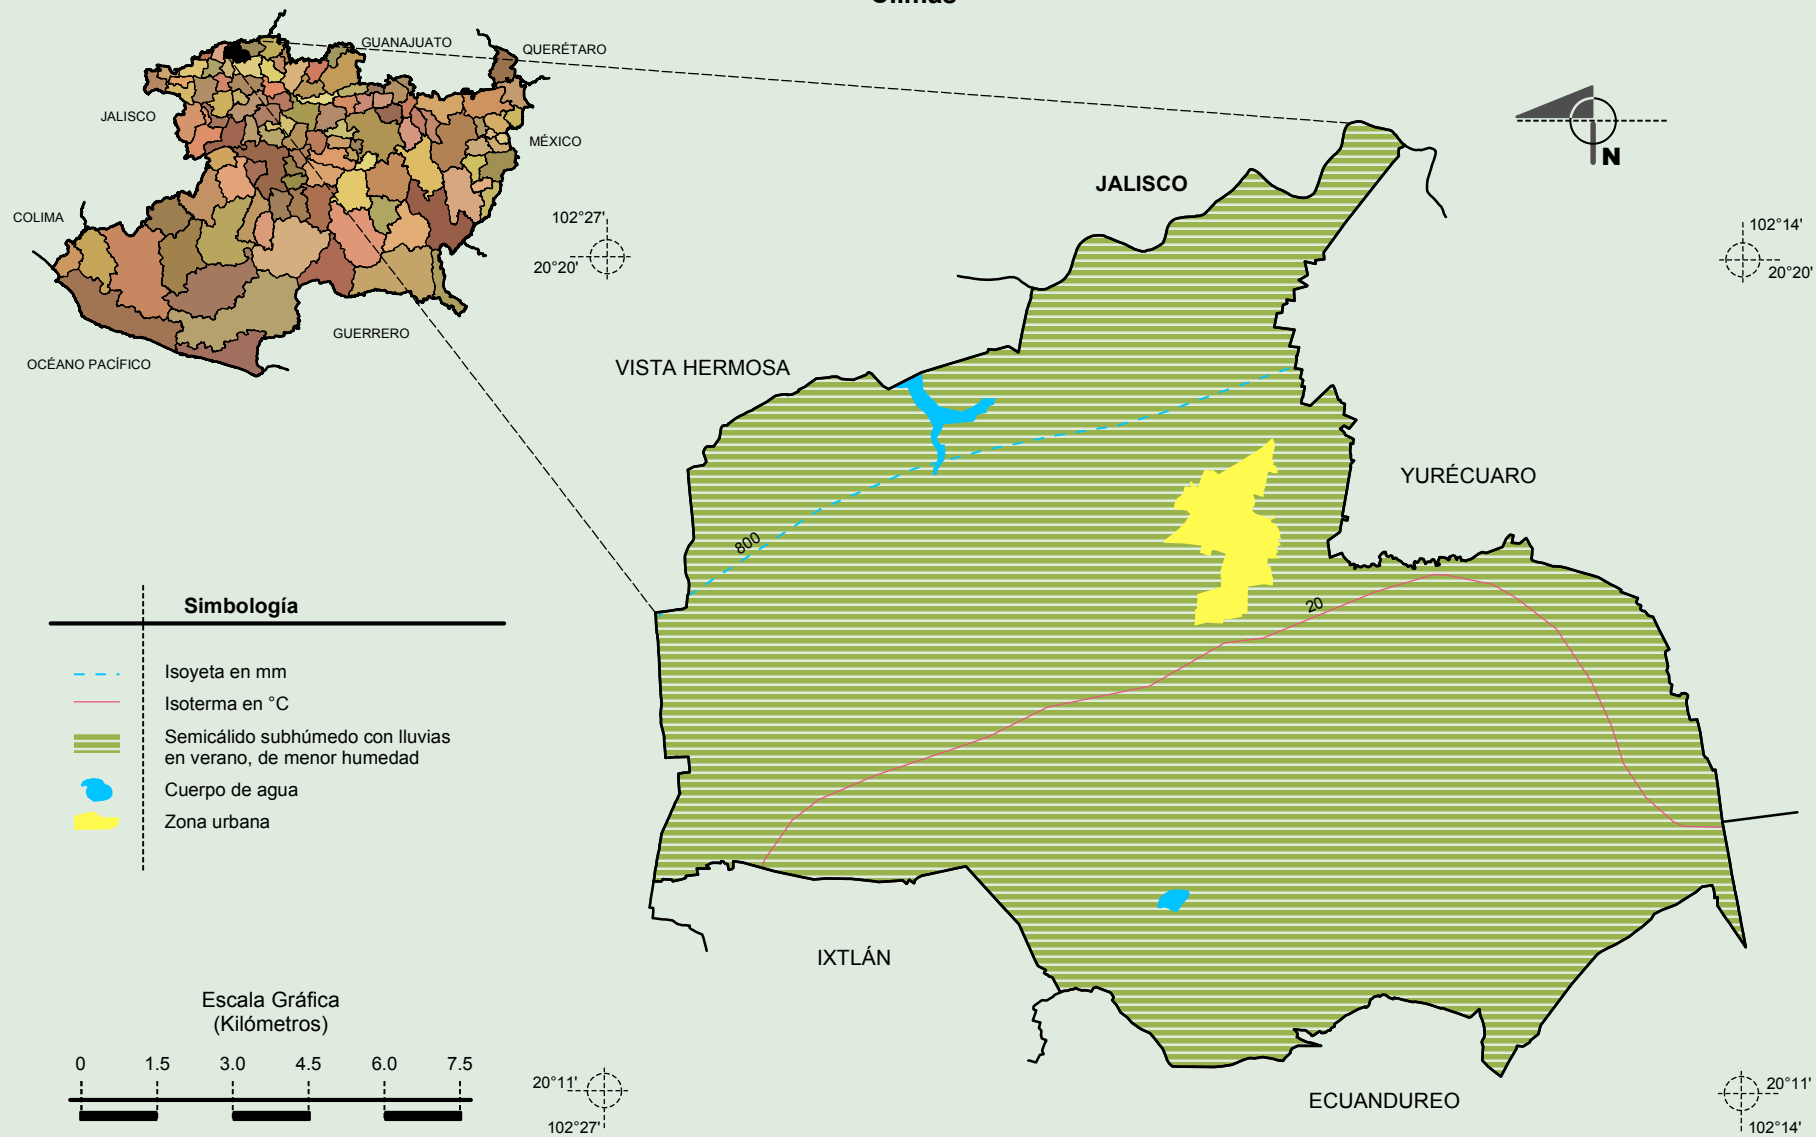 Climas
GUANAJUATO
QUERÉTARO
JALISCO
MÉXICO
COLIMA
GUERRERO
OCÉANO PACÍFICO
N
102°27'
20°20'
102°14'
20°20'
JALISCO
VISTA HERMOSA
YURÉCUARO
800
20
IXTLÁN
ECUANDUREO
Simbología
Isoyeta en mm
Isoterma en °C
Semicálido subhúmedo con lluvias
en verano, de menor humedad
Cuerpo de agua
Zona urbana
Escala Gráfica
(Kilómetros)
0 1.5 3.0 4.5 6.0 7.5
20°11'
102°27'
20°11'
102°14'